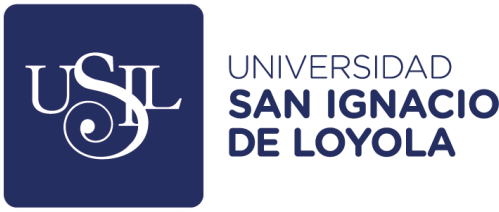 USIL
UNIVERSIDAD
SAN IGNACIO
DE LOYOLA